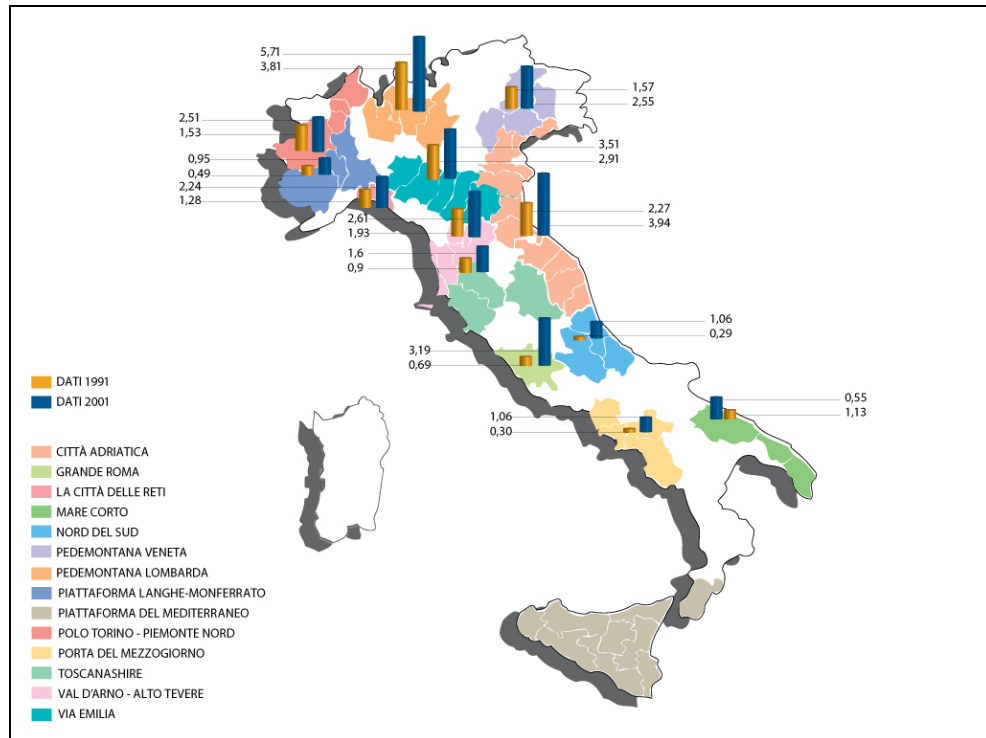 5,71
3,81
1,57
2,55
2,51
1,53
3,51
2,91
0,95
0,49
2,24
1,28
2,27
3,94
2,61
1,93
1,6
0,9
1,06
0,29
3,19
0,69
DATI 1991
DATI 2001
0,55
1,13
1,06
0,30
CITTÀ ADRIATICA
GRANDE ROMA
LA CITTÀ DELLE RETI
MARE CORTO
NORD DEL SUD
PEDEMONTANA VENETA
PEDEMONTANA LOMBARDA
PIATTAFORMA LANGHE-MONFERRATO
PIATTAFORMA DEL MEDITERRANEO
POLO TORINO - PIEMONTE NORD
PORTA DEL MEZZOGIORNO
TOSCANASHIRE
VAL D'ARNO - ALTO TEVERE
VIA EMILIA